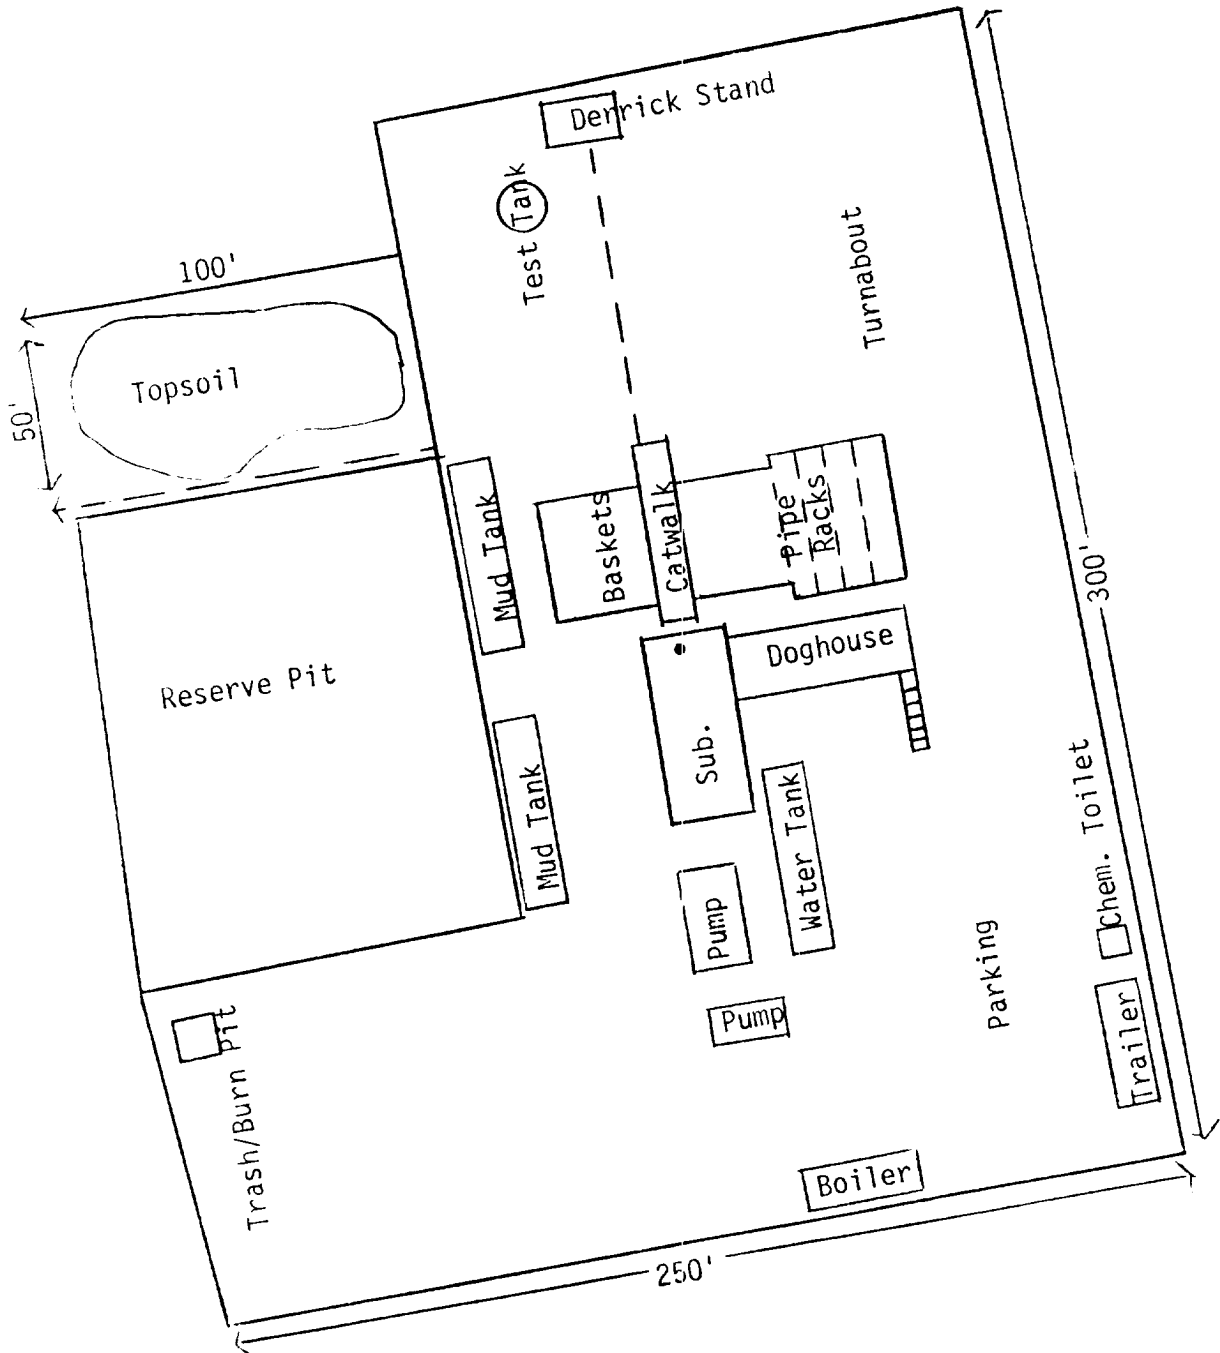 Derrick Stand
Test Tank
Turnabout
100'
50'
Topsoil
Mud Tank
Baskets
Catwalk
Pipe
Racks
300'
Reserve Pit
Doghouse
Sub.
Mud Tank
Water Tank
Chem. Toilet
Pump
Parking
Pump
Trailer
Trash/Burn Pit
Boiler
250'